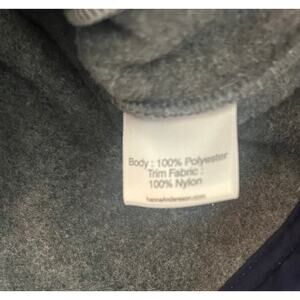 Body : 100% Polyester
Trim Fabric :
100% Nylon
hannaAndersson.com